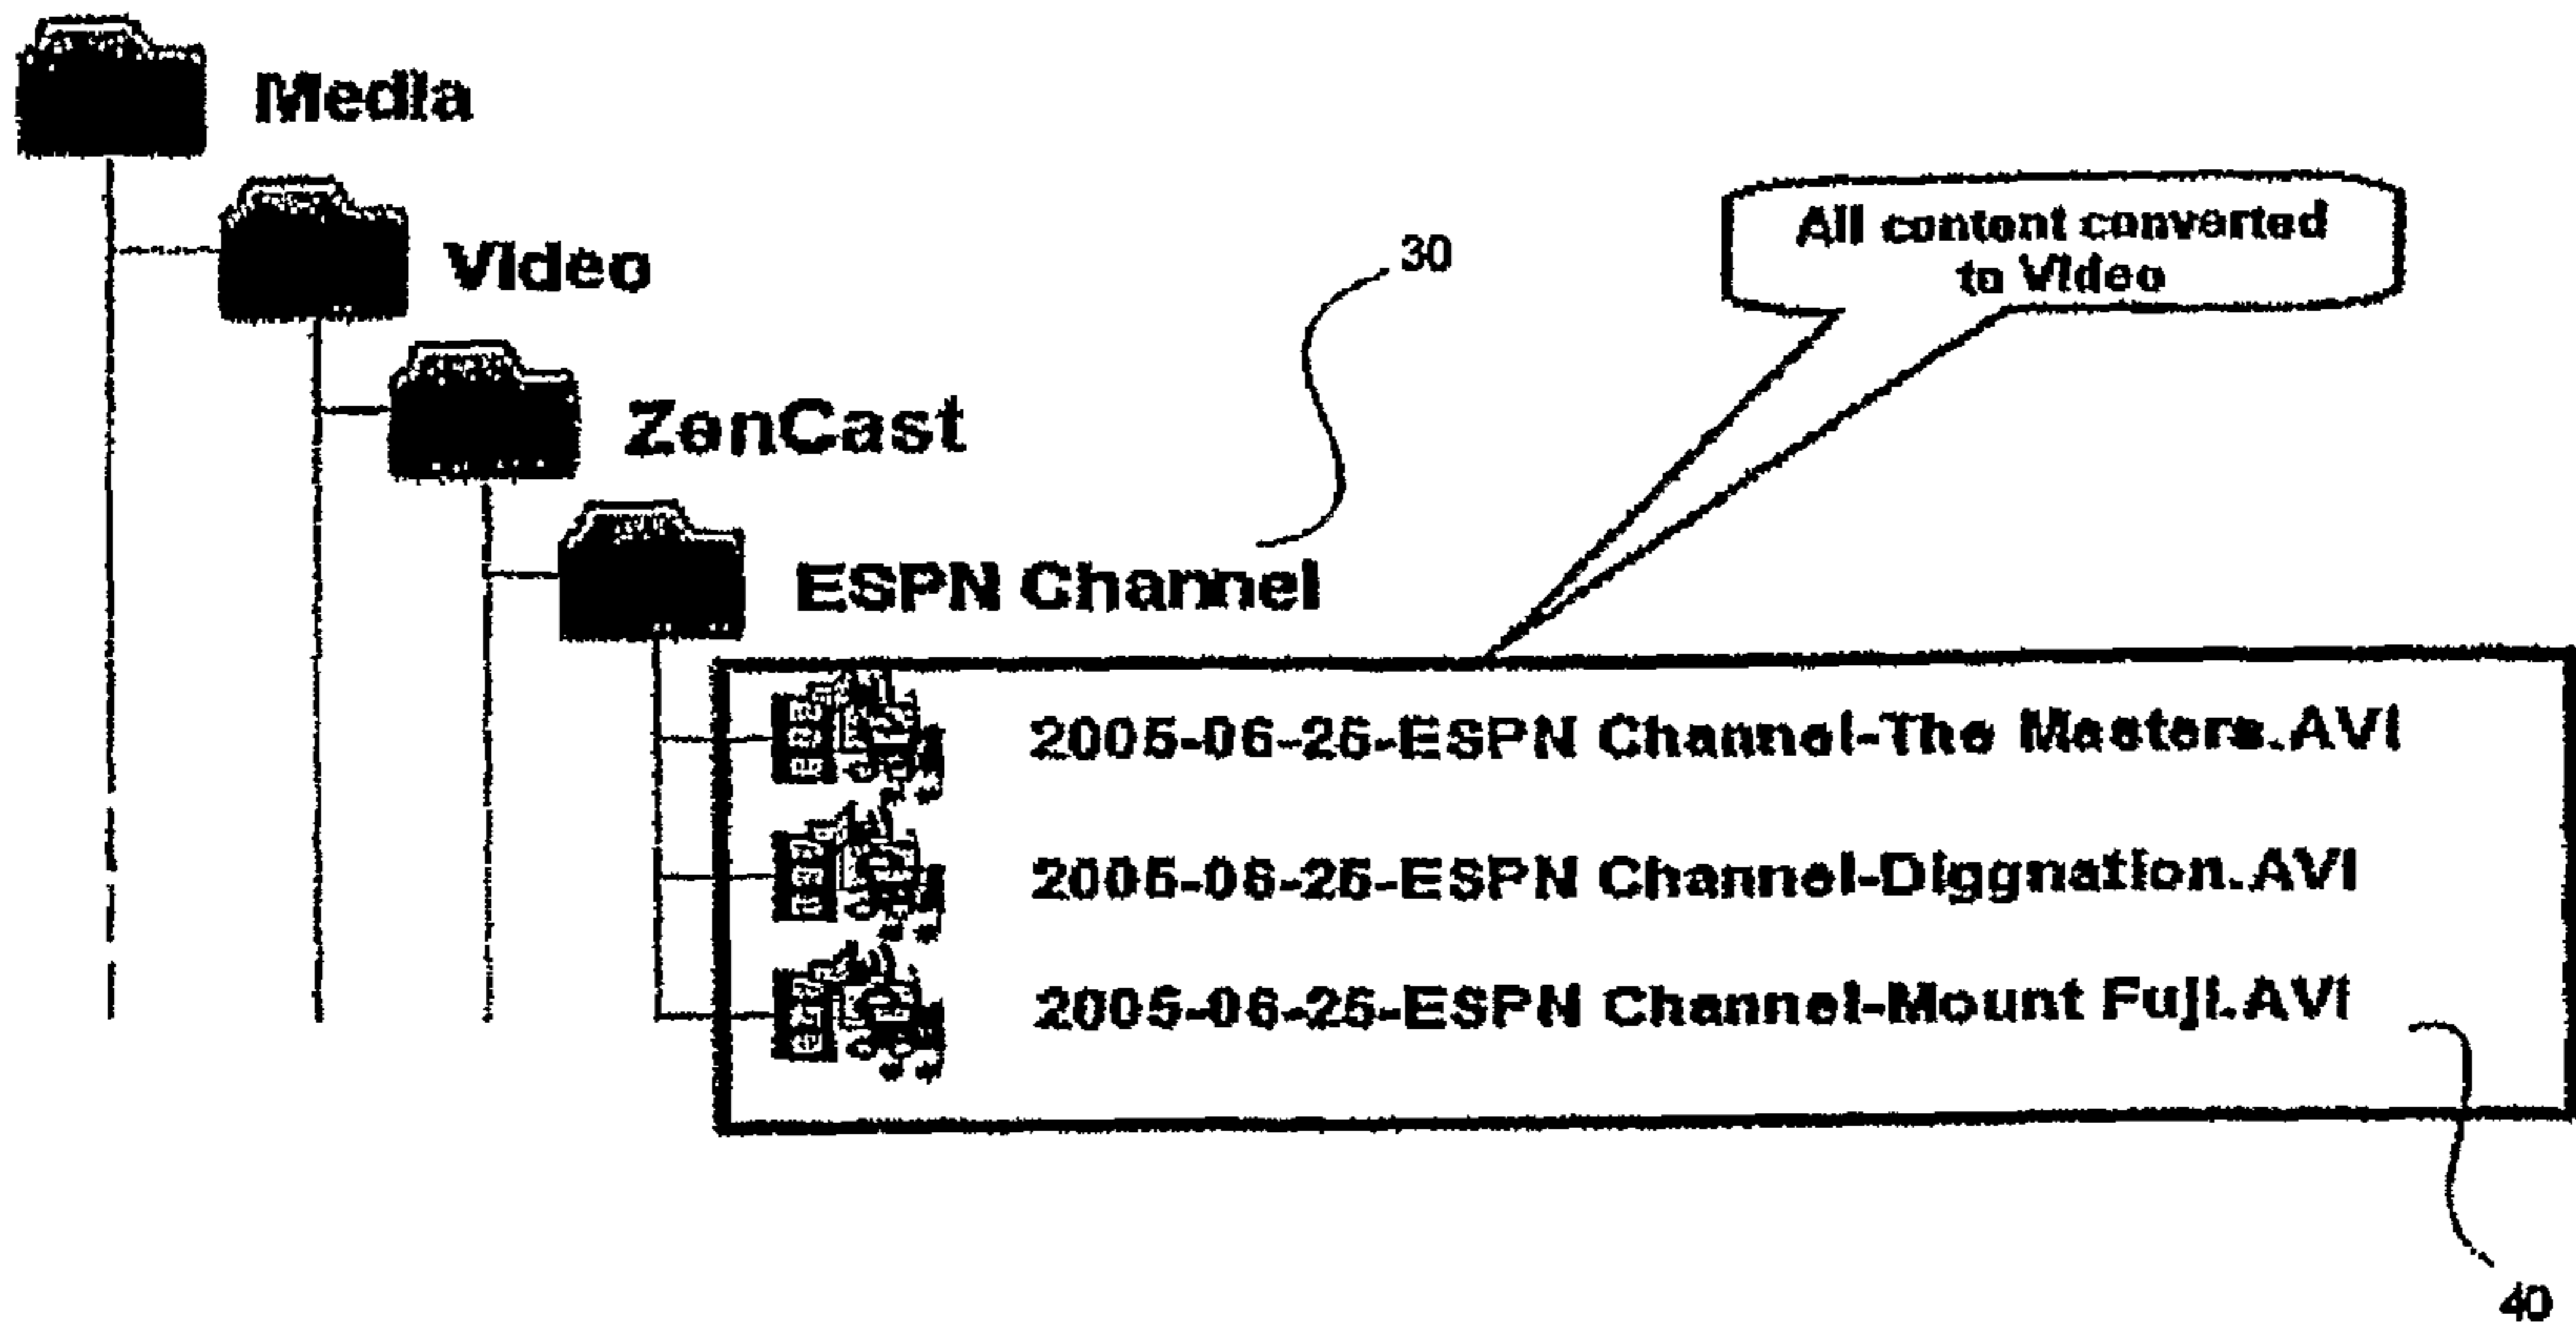 Media
Video
ZenCast
30
All content converted
to Video
ESPN Channel
2005-06-25-ESPN Channel-The Masters.AVI
2005-06-25-ESPN Channel-Diggnation.AVI
2005-06-25-ESPN Channel-Mount Fuji.AVI
40